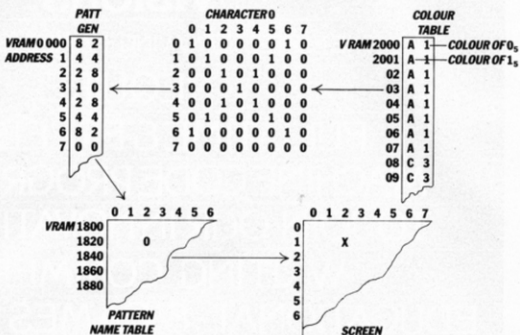 PATT
GEN
VRAM 0 000 8 2
ADDRESS 1 4 4
2 2 8
3 1 0
4 2 8
5 4 4
6 8 2
7 0 0
CHARACTER 0
0 1 2 3 4 5 6 7
0 1 0 0 0 0 0 1 0
1 0 1 0 0 0 1 0 0
2 0 0 1 0 1 0 0 0
3 0 0 0 1 0 0 0 0
4 0 0 1 0 1 0 0 0
5 0 1 0 0 0 1 0 0
6 1 0 0 0 0 0 1 0
7 0 0 0 0 0 0 0 0
COLOUR
TABLE
VRAM 2000 A 1 COLOUR OF 0s
2001 A 1 COLOUR OF 1s
02 A 1
03 A 1
04 A 1
05 A 1
06 A 1
07 A 1
08 C 3
09 C 3
0 1 2 3 4 5 6
VRAM 1800
1820 0
1840
1860
1880
PATTERN
NAME TABLE
0 1 2 3 4 5 6 7
0
1 X
2
3
4
5
6
SCREEN